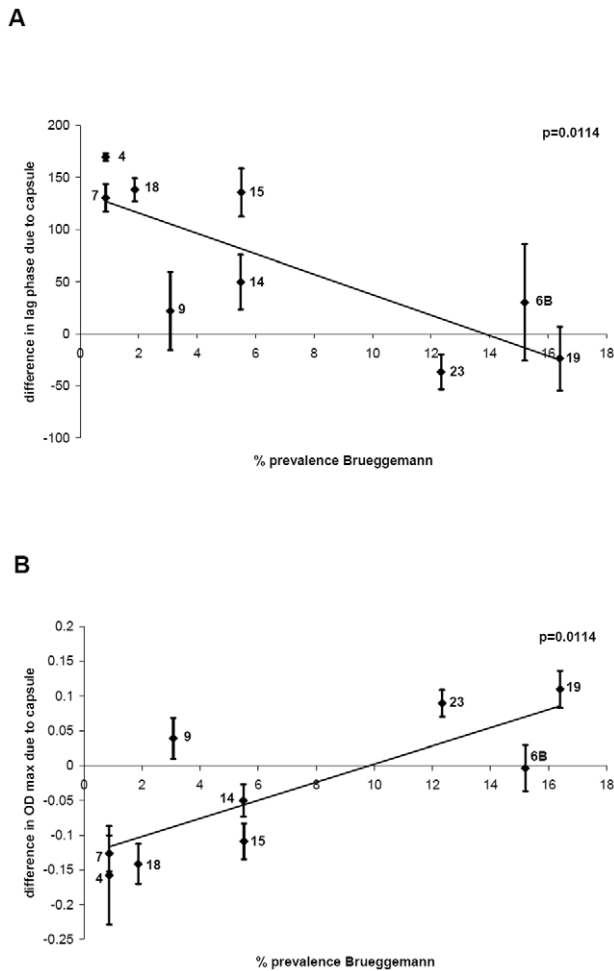 A
p=0.0114
200
150
100
50
0
-50
-100
difference in lag phase due to capsule
4
7
18
15
9
14
6B
23
19
0 2 4 6 8 10 12 14 16 18
% prevalence Brueggemann
B
p=0.0114
0.2
0.15
0.1
0.05
0
-0.05
-0.1
-0.15
-0.2
-0.25
difference in OD max due to capsule
19
23
9
6B
0 2 4 6 8 10 12 14 16 18
14
15
7
18
4
% prevalence Brueggemann